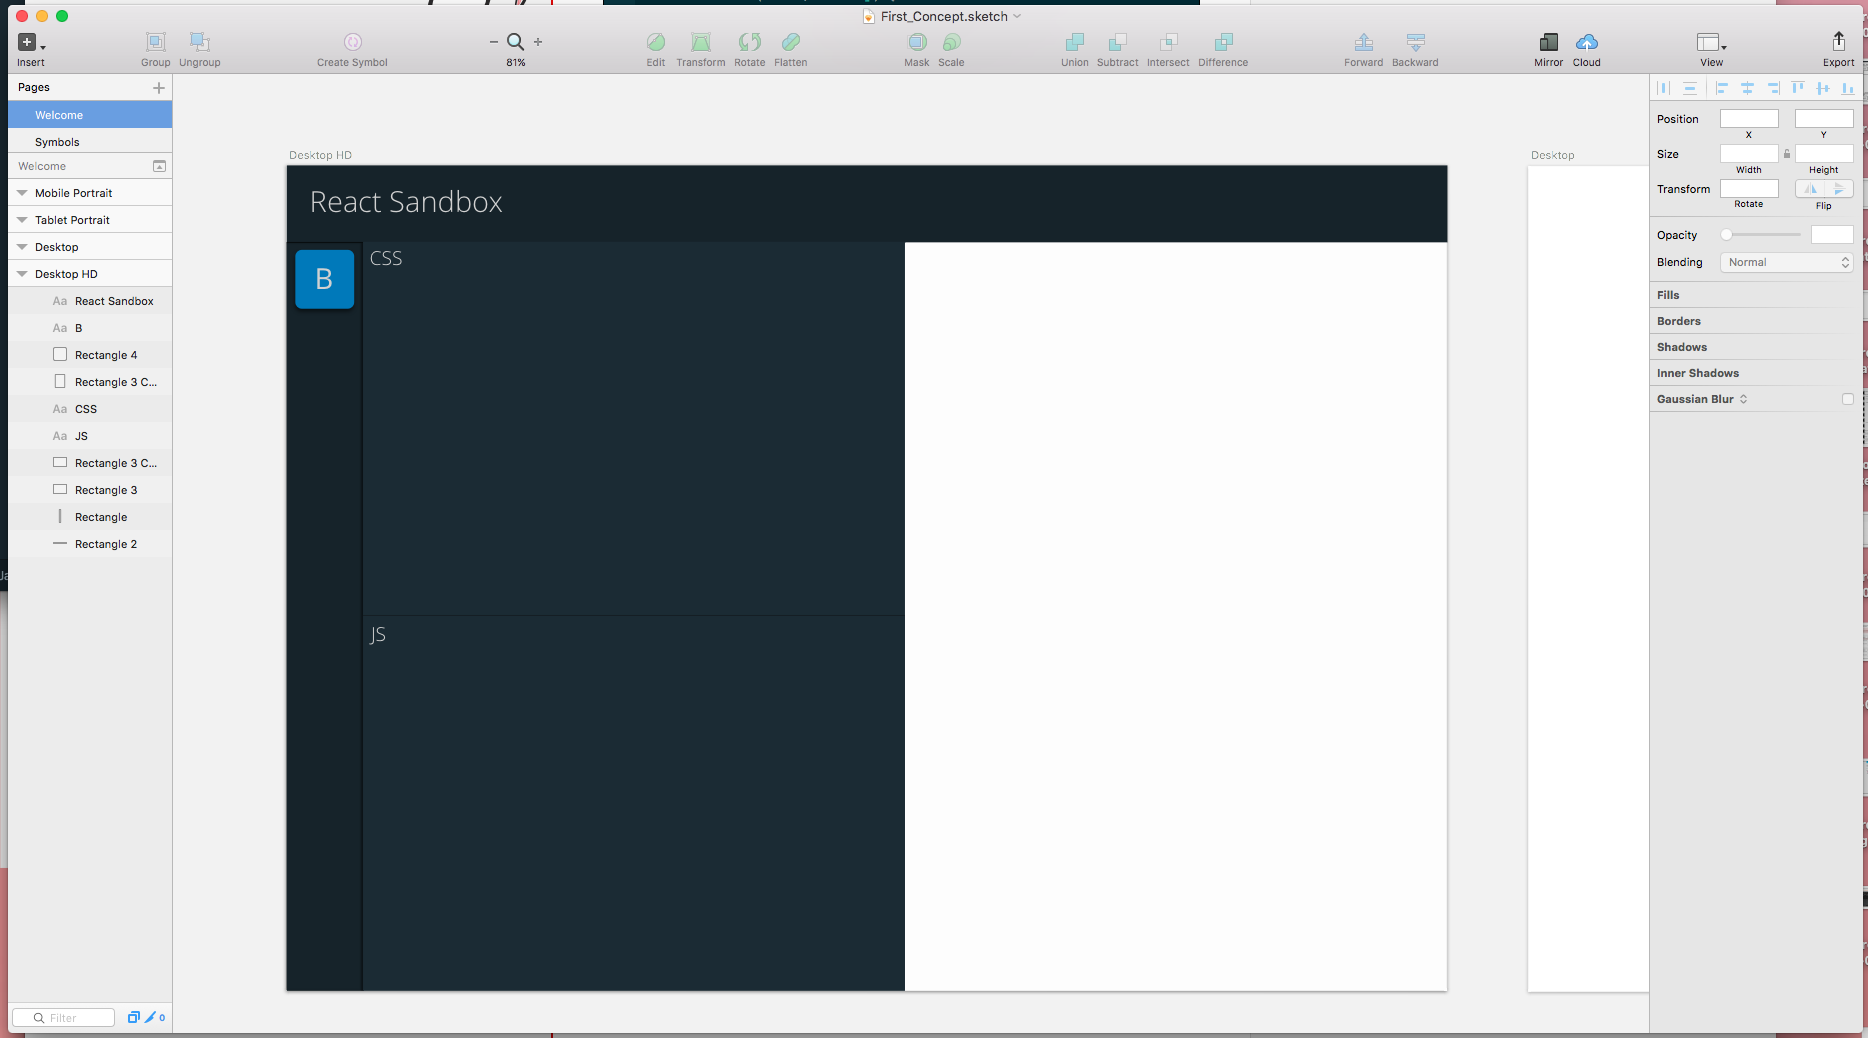 First_Concept.sketch
Insert
Group
Ungroup
Create Symbol
81%
Edit
Transform
Rotate
Flatten
Mask
Scale
Union
Subtract
Intersect
Difference
Forward
Backward
Mirror
Cloud
View
Export
Pages
Welcome
Symbols
Welcome
Mobile Portrait
Tablet Portrait
Desktop
Desktop HD
Aa React Sandbox
Aa B
Rectangle 4
Rectangle 3 C...
Aa CSS
Aa JS
Rectangle 3 C...
Rectangle 3
Rectangle
Rectangle 2
Filter
0
Desktop HD
React Sandbox
B
CSS
JS
Desktop
Position
X
Y
Size
Width
Height
Transform
Rotate
Flip
Opacity
Blending
Normal
Fills
Borders
Shadows
Inner Shadows
Gaussian Blur